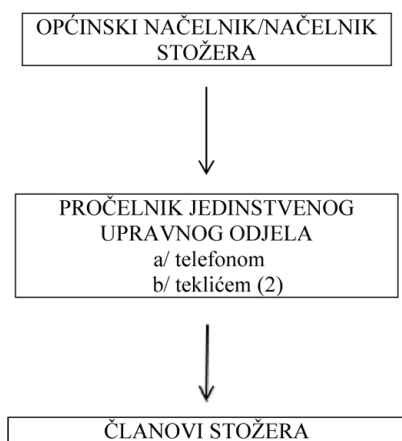 OPĆINSKI NAČELNIK/NAČELNIK
STOŽERA
PROČELNIK JEDINSTVENOG
UPRAVNOG ODJELA
a/ telefonom
b/ teklićem (2)
ČLANOVI STOŽERA